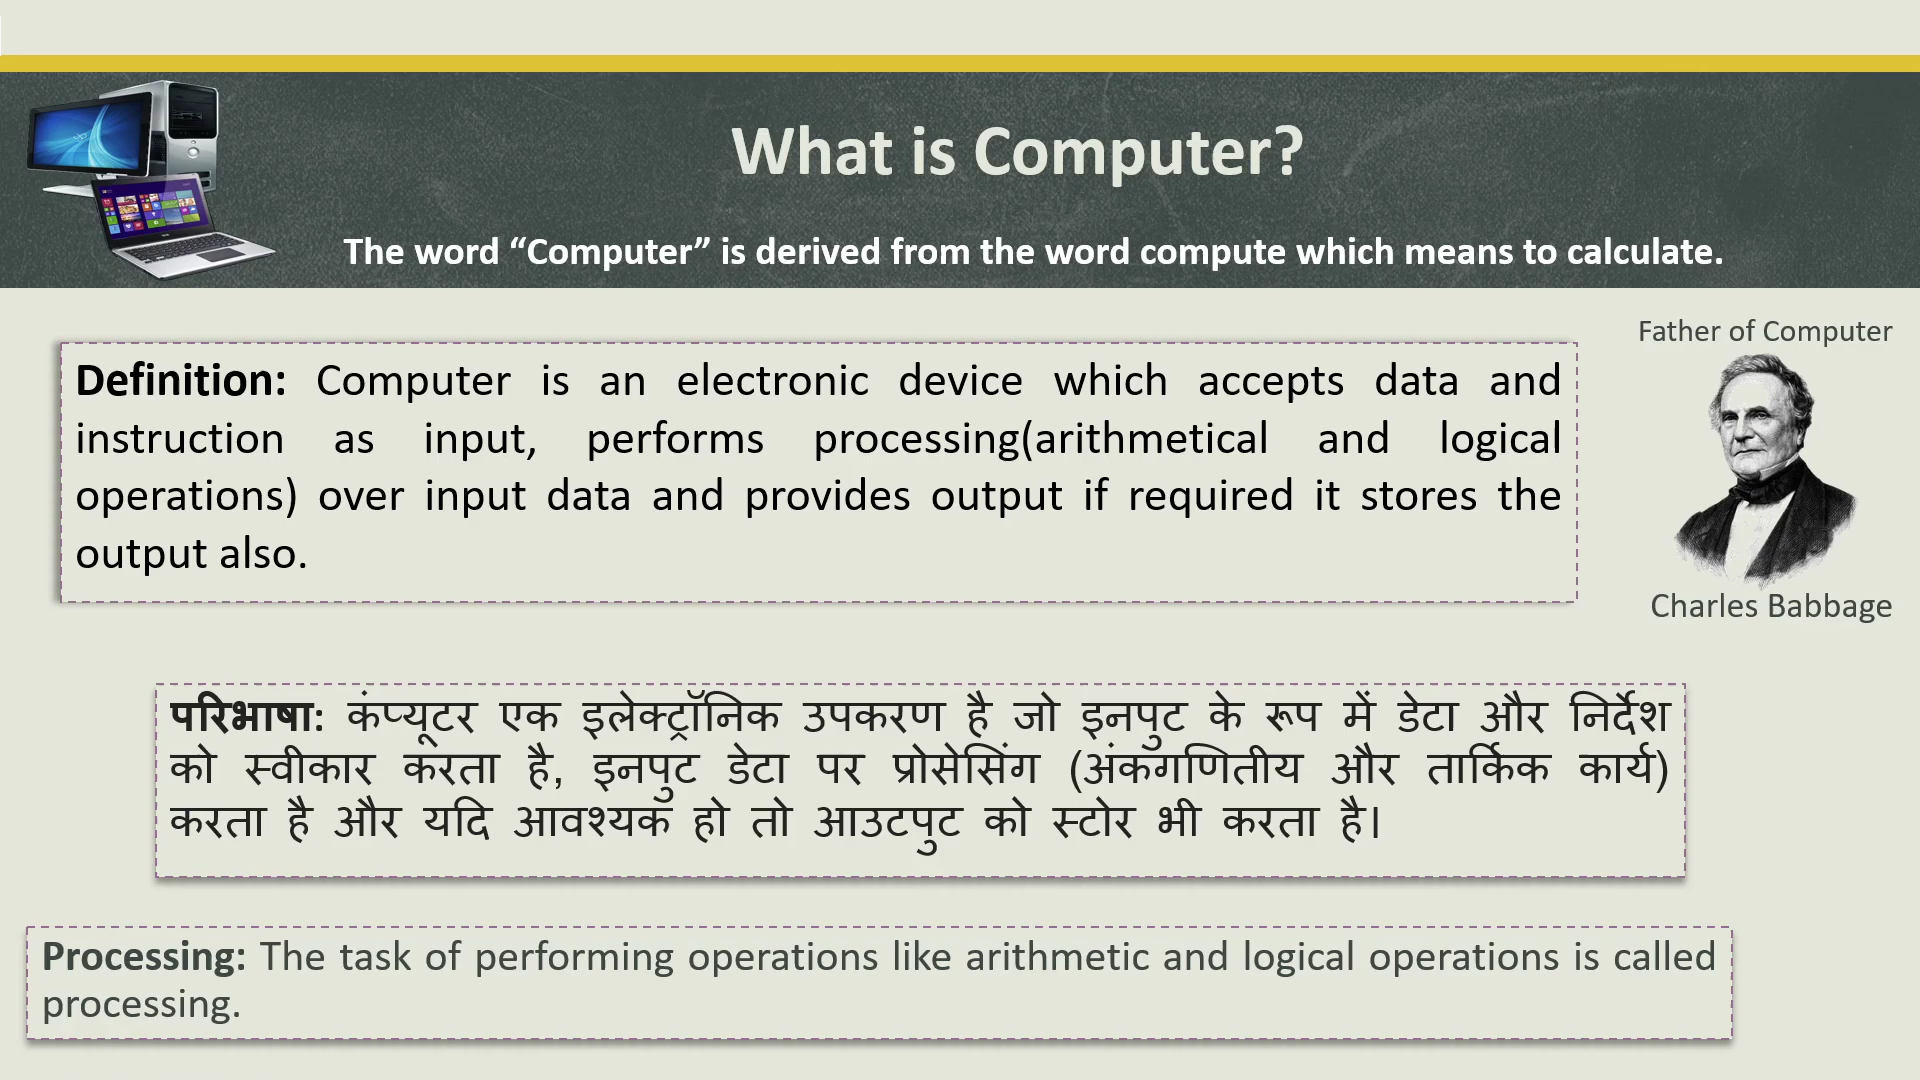 What is Computer?
The word “Computer” is derived from the word compute which means to calculate.
Father of Computer
Definition: Computer is an electronic device which accepts data and
instruction as input, performs processing(arithmetical and logical
operations) over input data and provides output if required it stores the
output also.
Charles Babbage
परिभाषा: कंप्यूटर एक इलेक्ट्रॉनिक उपकरण है जो इनपुट के रूप में डेटा और निर्देश
को स्वीकार करता है, इनपुट डेटा पर प्रोसेसिंग (अंकगणितीय और तार्किक कार्य)
करता है और यदि आवश्यक हो तो आउटपुट को स्टोर भी करता है।
Processing: The task of performing operations like arithmetic and logical operations is called
processing.